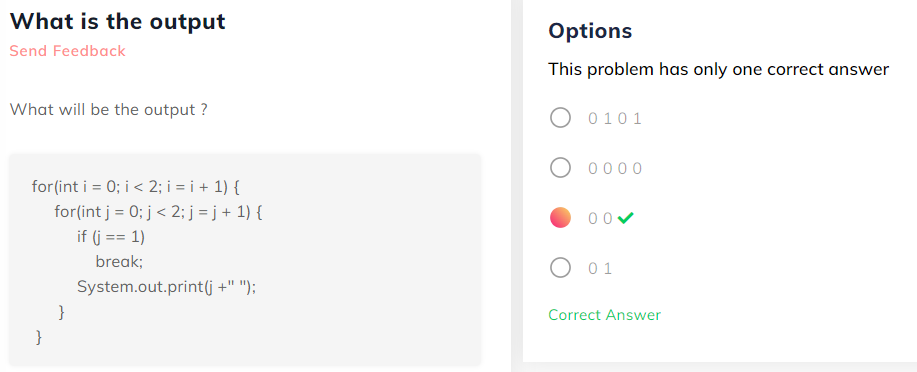 What is the output
Send Feedback
What will be the output ?
for(int i = 0; i < 2; i = i + 1) {
for(int j = 0; j < 2; j = j + 1) {
if (j == 1)
break;
System.out.print(j +" ");
}
}
Options
This problem has only one correct answer
0 1 0 1
0 0 0 0
0 0
0 1
Correct Answer